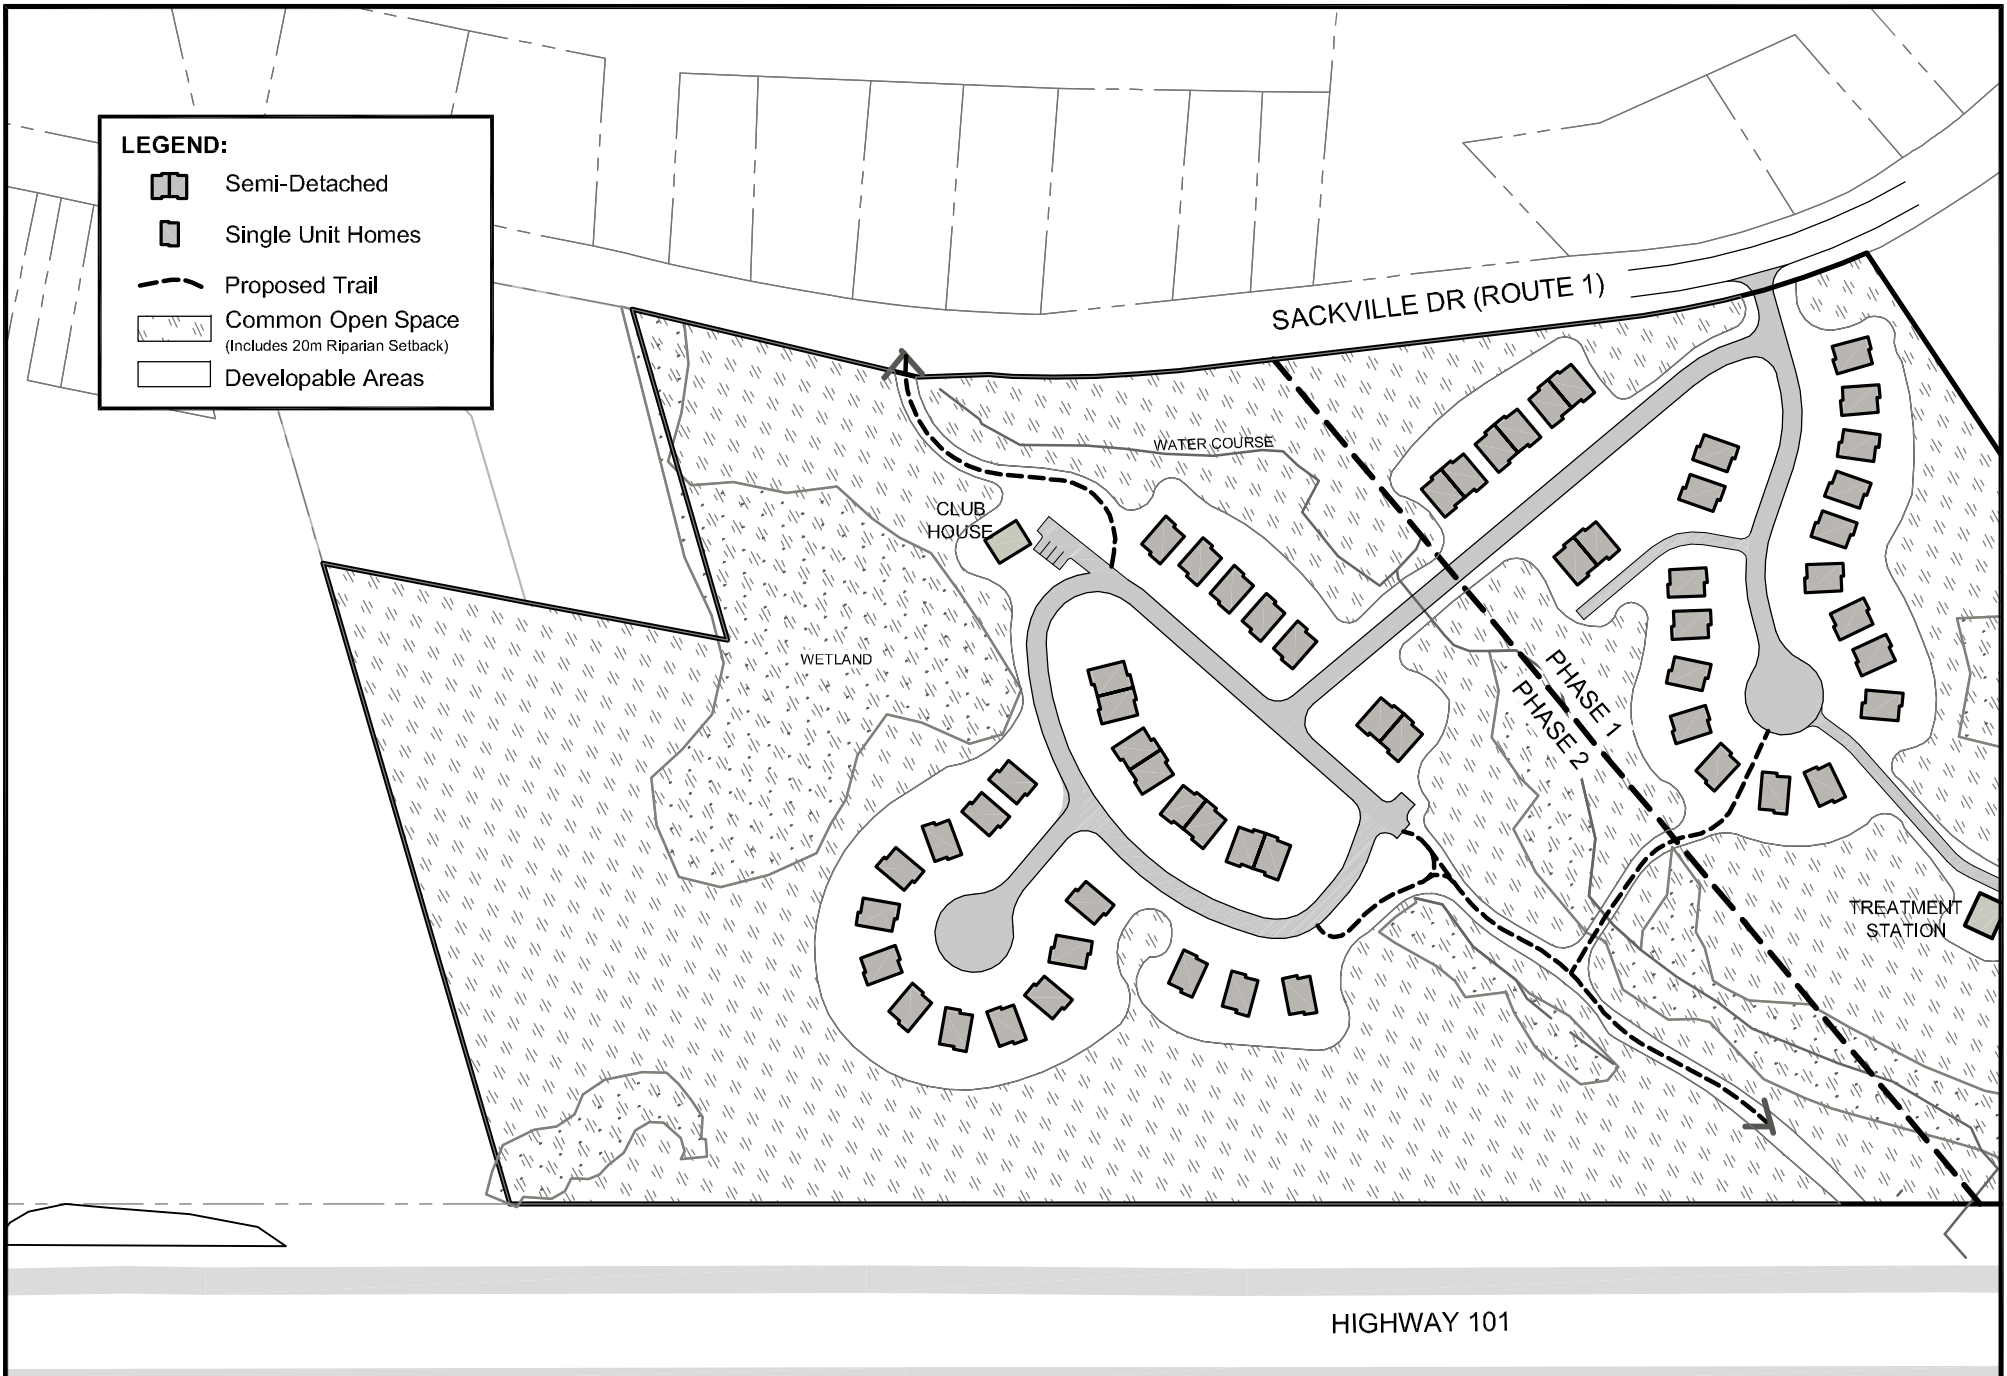 LEGEND:
Semi-Detached
Single Unit Homes
Proposed Trail
Common Open Space
(Includes 20m Riparian Setback)
Developable Areas
SACKVILLE DR (ROUTE 1)
WATER COURSE
CLUB
HOUSE
WETLAND
PHASE 1
PHASE 2
TREATMENT
STATION
HIGHWAY 101